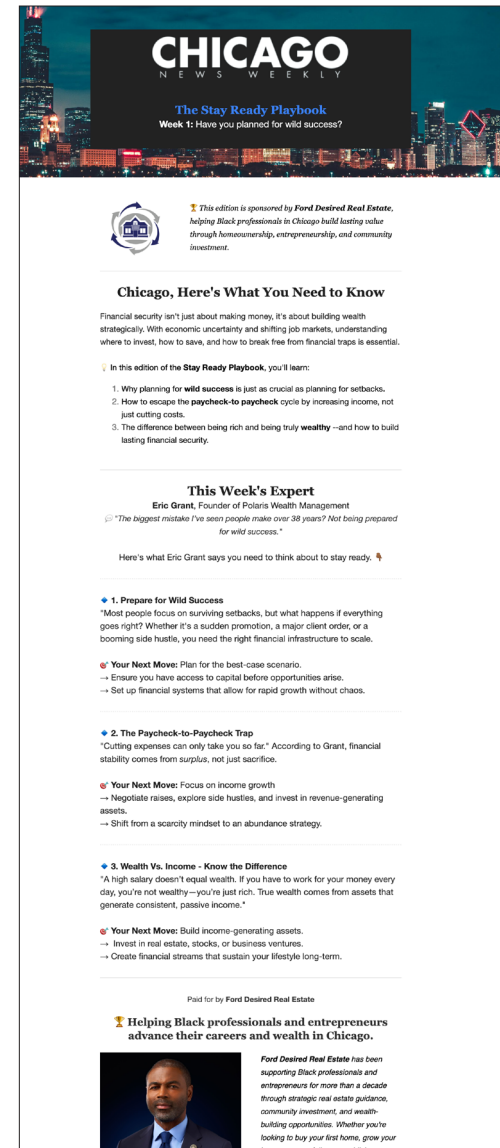 CHICAGO
NEWS WEEKLY
The Stay Ready Playbook
Week 1: Have you planned for wild success?
🏆 This edition is sponsored by Ford Desired Real Estate,
helping Black professionals in Chicago build lasting value
through homeownership, entrepreneurship, and community
investment.
Chicago, Here's What You Need to Know
Financial security isn't just about making money, it's about building wealth
strategically. With economic uncertainty and shifting job markets, understanding
where to invest, how to save, and how to break free from financial traps is essential.
💡 In this edition of the Stay Ready Playbook, you'll learn:
1. Why planning for wild success is just as crucial as planning for setbacks.
2. How to escape the paycheck-to paycheck cycle by increasing income, not
just cutting costs.
3. The difference between being rich and being truly wealthy --and how to build
lasting financial security.
This Week's Expert
Eric Grant, Founder of Polaris Wealth Management
💬 "The biggest mistake I've seen people make over 38 years? Not being prepared
for wild success."
Here's what Eric Grant says you need to think about to stay ready. 👇🏾
🔹 1. Prepare for Wild Success
"Most people focus on surviving setbacks, but what happens if everything
goes right? Whether it's a sudden promotion, a major client order, or a
booming side hustle, you need the right financial infrastructure to scale.
🎯 Your Next Move: Plan for the best-case scenario.
→ Ensure you have access to capital before opportunities arise.
→ Set up financial systems that allow for rapid growth without chaos.
🔹 2. The Paycheck-to-Paycheck Trap
"Cutting expenses can only take you so far." According to Grant, financial
stability comes from surplus, not just sacrifice.
🎯 Your Next Move: Focus on income growth
→ Negotiate raises, explore side hustles, and invest in revenue-generating
assets.
→ Shift from a scarcity mindset to an abundance strategy.
🔹 3. Wealth Vs. Income - Know the Difference
"A high salary doesn't equal wealth. If you have to work for your money every
day, you're not wealthy—you're just rich. True wealth comes from assets that
generate consistent, passive income."
🎯 Your Next Move: Build income-generating assets.
→ Invest in real estate, stocks, or business ventures.
→ Create financial streams that sustain your lifestyle long-term.
Paid for by Ford Desired Real Estate
🏆 Helping Black professionals and entrepreneurs
advance their careers and wealth in Chicago.
Ford Desired Real Estate has been
supporting Black professionals and
entrepreneurs for more than a decade
through strategic real estate guidance,
community investment, and wealth-
building opportunities. Whether you're
looking to buy your first home, grow your